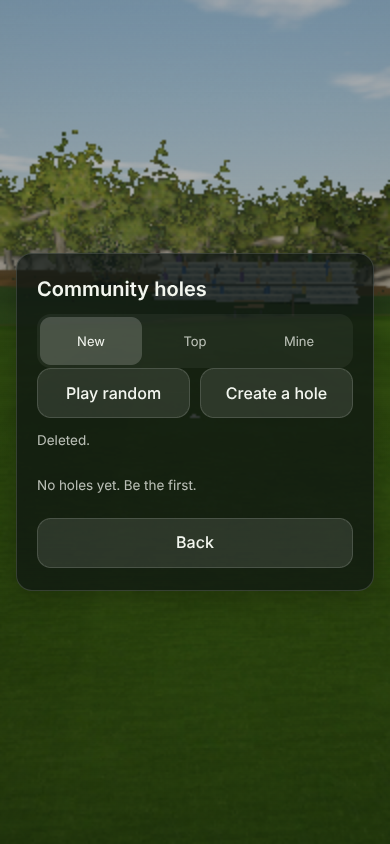 Community holes
New Top Mine
Play random Create a hole
Deleted.
No holes yet. Be the first.
Back